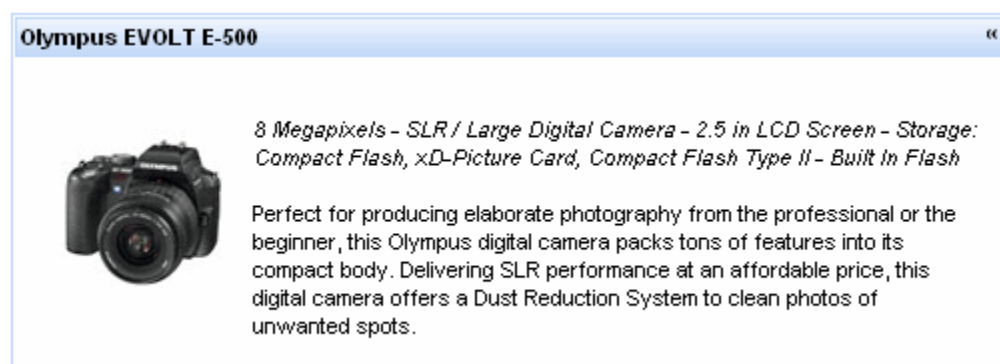 Olympus EVOLT E-500 «
8 Megapixels - SLR / Large Digital Camera - 2.5 in LCD Screen - Storage:
Compact Flash, xD-Picture Card, Compact Flash Type II - Built In Flash
OLYMPUS
Perfect for producing elaborate photography from the professional or the
beginner, this Olympus digital camera packs tons of features into its
compact body. Delivering SLR performance at an affordable price, this
digital camera offers a Dust Reduction System to clean photos of
unwanted spots.